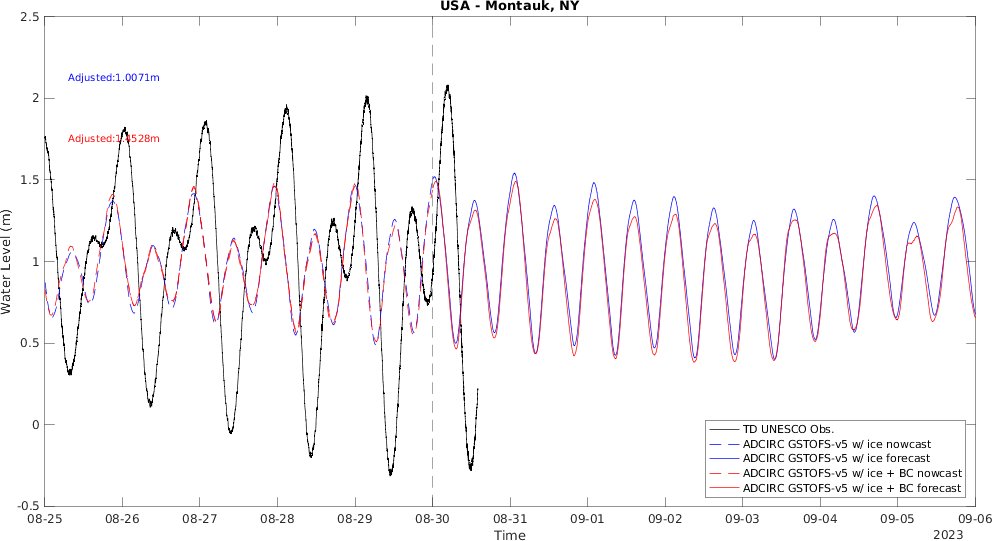 USA - Montauk, NY
2.5
2
1.5
1
0.5
0
-0.5
Water Level (m)
Adjusted:1.0071m
Adjusted:1.4528m
TD UNESCO Obs.
ADCIRC GSTOFS-v5 w/ ice nowcast
ADCIRC GSTOFS-v5 w/ ice forecast
ADCIRC GSTOFS-v5 w/ ice + BC nowcast
ADCIRC GSTOFS-v5 w/ ice + BC forecast
08-25 08-26 08-27 08-28 08-29 08-30 08-31 09-01 09-02 09-03 09-04 09-05 09-06
Time
2023